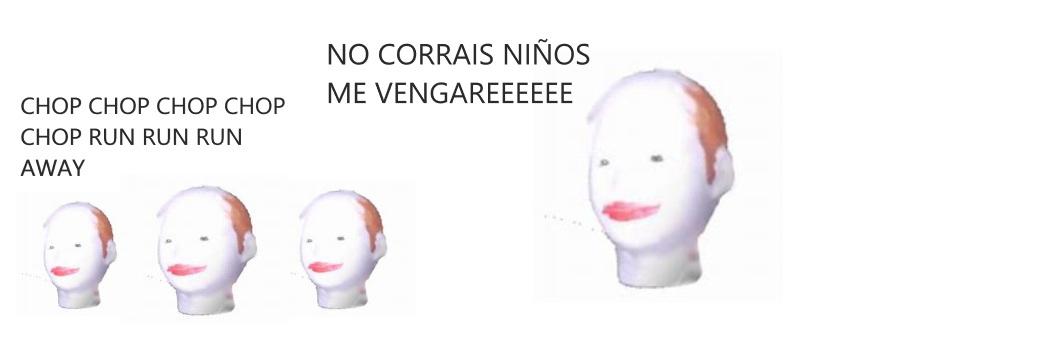 NO CORRAIS NIÑOS
ME VENGAREEEEEE
CHOP CHOP CHOP CHOP
CHOP RUN RUN RUN
AWAY